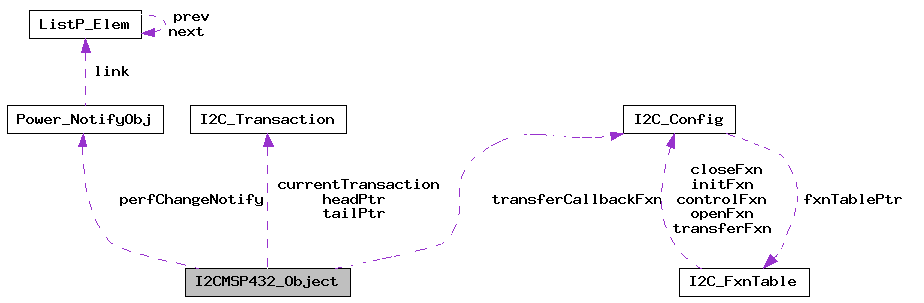 ListP_Elem
prev
next
link
Power_NotifyObj
I2C_Transaction
I2C_Config
perfChangeNotify
currentTransaction
headPtr
tailPtr
transferCallbackFxn
closeFxn
initFxn
controlFxn
openFxn
transferFxn
fxnTablePtr
I2CMSP432_Object
I2C_FxnTable